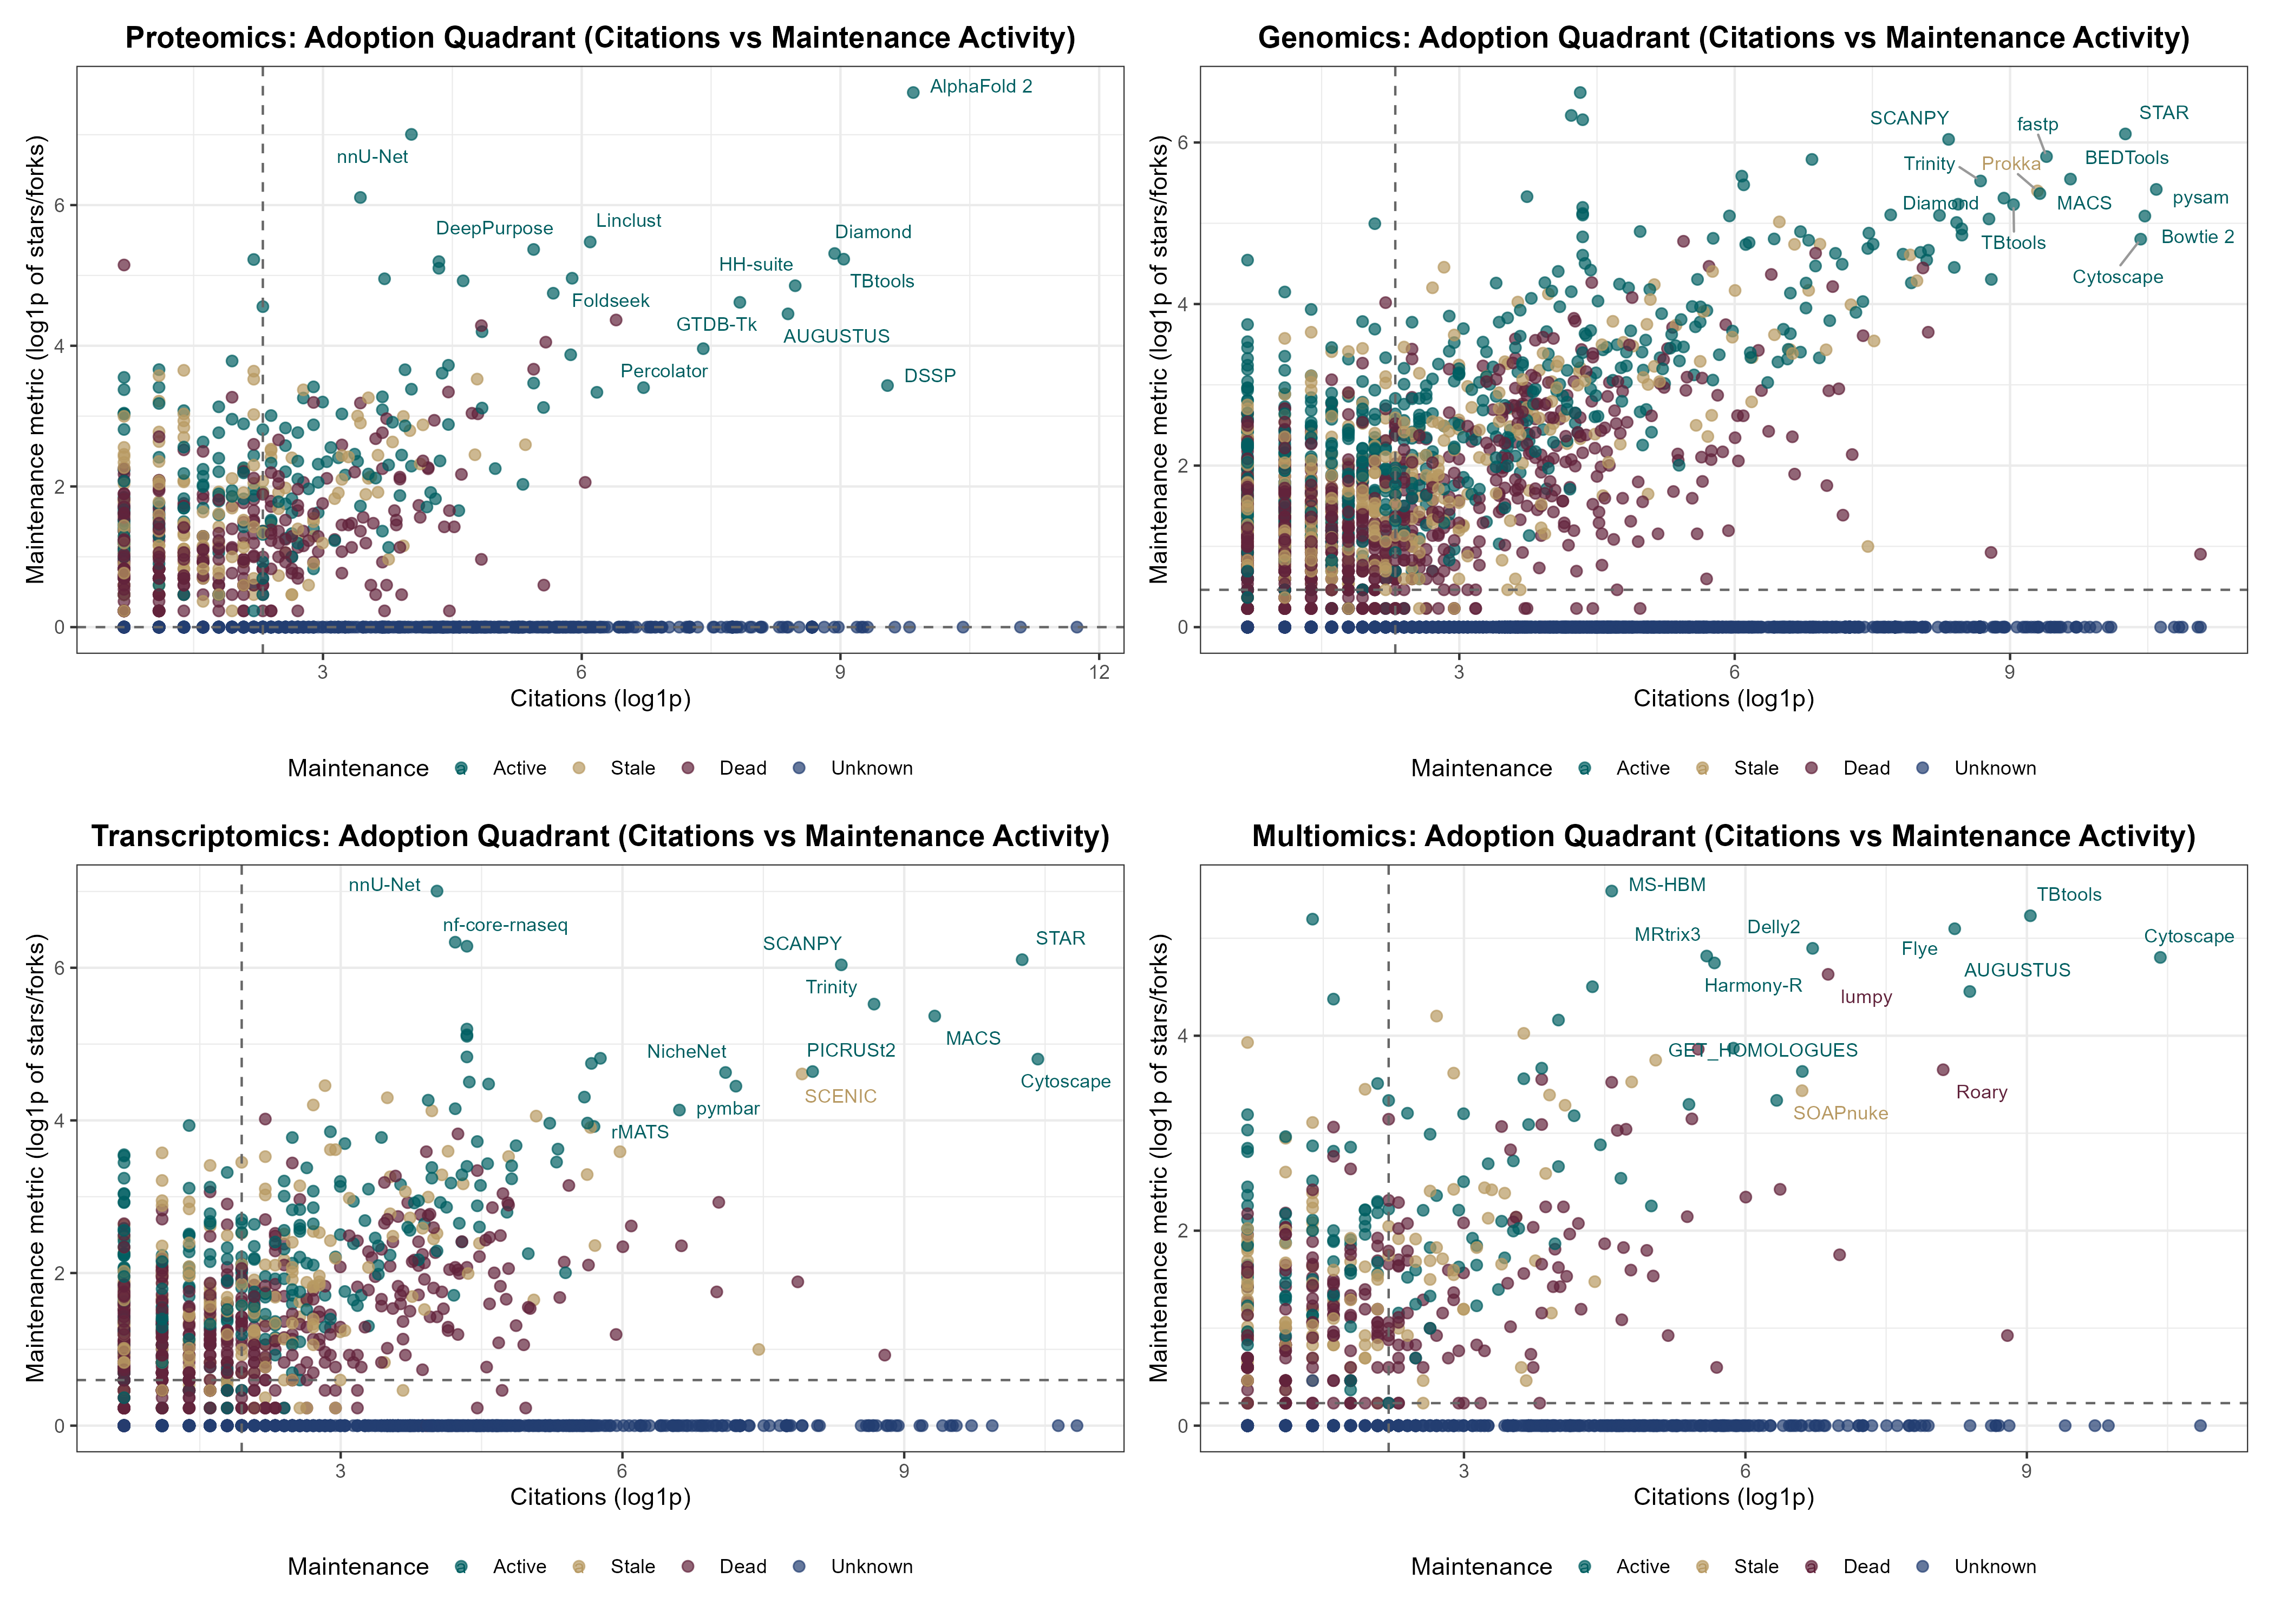 Proteomics: Adoption Quadrant (Citations vs Maintenance Activity)
Maintenance metric (log1p of stars/forks)
6
4
2
0
AlphaFold 2
nnU-Net
DeepPurpose
Linclust
Diamond
HH-suite
TBtools
Foldseek
GTDB-Tk
AUGUSTUS
Percolator
DSSP
3
6
9
12
Citations (log1p)
Maintenance
a Active
a Stale
Dead
Unknown
Genomics: Adoption Quadrant (Citations vs Maintenance Activity)
Maintenance metric (log1p of stars/forks)
6
4
2
0
SCANPY
fastp
STAR
Trinity
Prokka
BEDTools
Diamond
MACS
pysam
TBtools
Bowtie 2
Cytoscape
3
6
9
Citations (log1p)
Maintenance
a Active
a Stale
Dead
Unknown
Transcriptomics: Adoption Quadrant (Citations vs Maintenance Activity)
Maintenance metric (log1p of stars/forks)
6
4
2
0
nnU-Net
nf-core-rnaseq
SCANPY
STAR
Trinity
MACS
NicheNet
PICRUSt2
Cytoscape
SCENIC
pymbar
rMATS
3
6
9
Citations (log1p)
Maintenance
a Active
a Stale
Dead
Unknown
Multiomics: Adoption Quadrant (Citations vs Maintenance Activity)
Maintenance metric (log1p of stars/forks)
4
2
0
MS-HBM
TBtools
MRtrix3
Delly2
Flye
Cytoscape
AUGUSTUS
Harmony-R
lumpy
GET_HOMOLOGUES
Roary
SOAPnuke
3
6
9
Citations (log1p)
Maintenance
a Active
a Stale
a Dead
Unknown